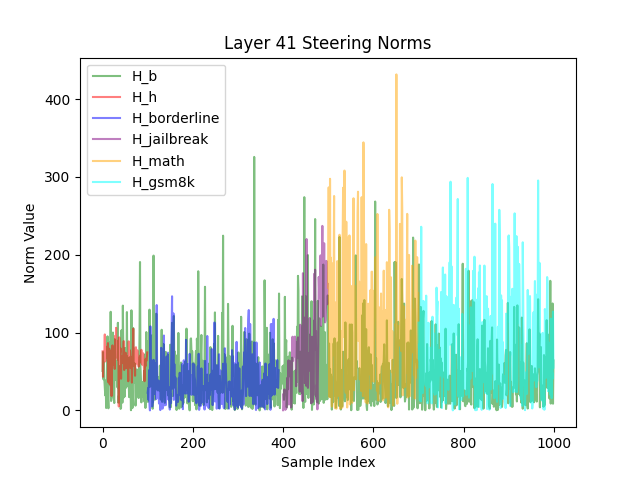 Layer 41 Steering Norms
H_b
H_h
H_borderline
H_jailbreak
H_math
H_gsm8k
Norm Value
400
300
200
100
0
0 200 400 600 800 1000
Sample Index